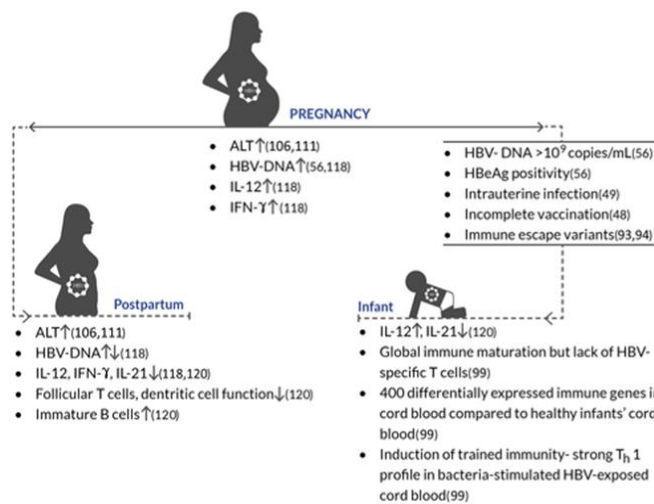 PREGNANCY
• ALT↑(106,111)
• HBV-DNA↑(56,118)
• IL-12↑(118)
• IFN-ɣ↑(118)
• HBV- DNA >10⁹ copies/mL(56)
• HBeAg positivity(56)
• Intrauterine infection(49)
• Incomplete vaccination(48)
• Immune escape variants(93,94)
Postpartum
• ALT↑(106,111)
• HBV-DNA↑↓(118)
• IL-12, IFN-ɣ, IL-21↓(118,120)
• Follicular T cells, dentritic cell function↓(120)
• Immature B cells↑(120)
Infant
• IL-12↑, IL-21↓(120)
• Global immune maturation but lack of HBV-
specific T cells(99)
• 400 differentially expressed immune genes i
cord blood compared to healthy infants' cord
blood(99)
• Induction of trained immunity- strong Tₕ 1
profile in bacteria-stimulated HBV-exposed
cord blood(99)